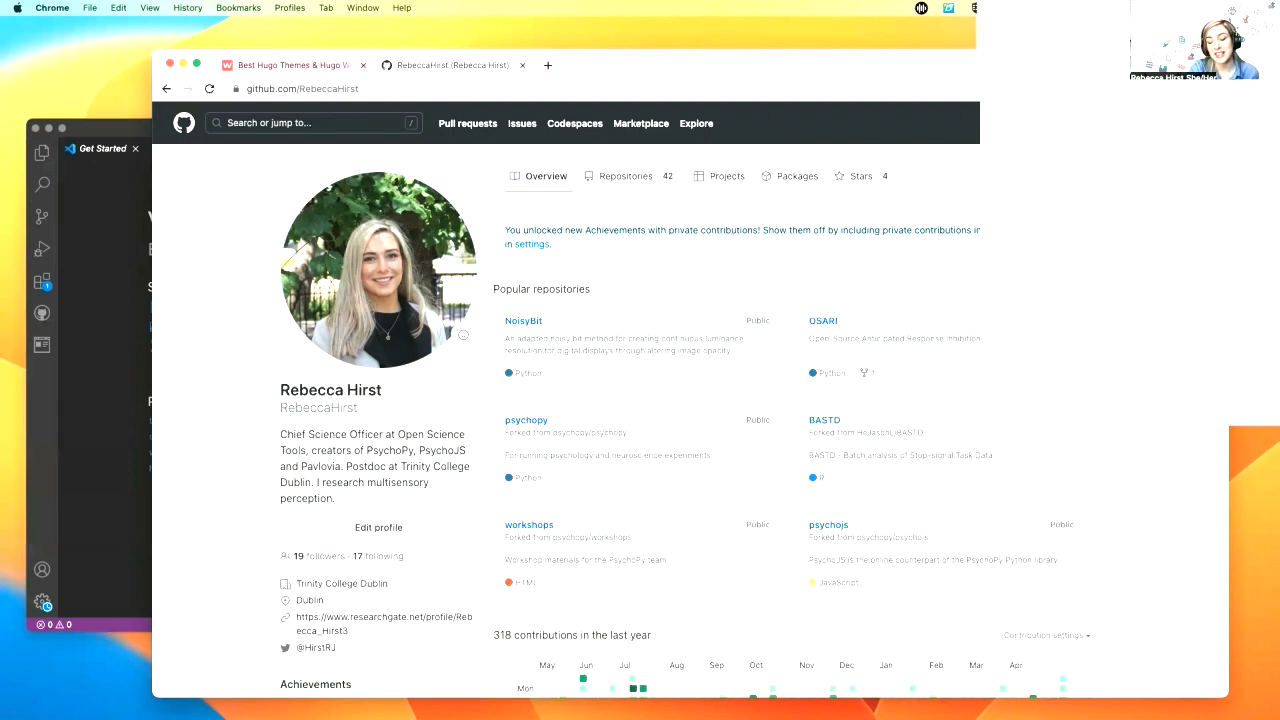 Chrome File Edit View History Bookmarks Profiles Tab Window Help
Best Hugo Themes & Hugo W
RebeccaHirst (Rebecca Hirst)
github.com/RebeccaHirst
Rebecca Hirst She/Her
Search or jump to... /
Pull requests Issues Codespaces Marketplace Explore
Get Started
Overview Repositories 42 Projects Packages Stars 4
You unlocked new Achievements with private contributions! Show them off by including private contributions in
in settings.
Popular repositories
NoisyBit Public
An adapted noisy bit method for creating continuous luminance
resolution for digital displays through altering image opacity
Python
OSARI
Open-Source Anticipated Response Inhibition
Python 1
Rebecca Hirst
RebeccaHirst
Chief Science Officer at Open Science
Tools, creators of PsychoPy, PsychoJS
and Pavlovia. Postdoc at Trinity College
Dublin. I research multisensory
perception.
psychopy Public
Forked from psychopy/psychopy
For running psychology and neuroscience experiments
Python
BASTD
Forked from HeJasonL/BASTD
BASTD - Batch analysis of Stop-signal Task Data
R
Edit profile
19 followers · 17 following
Trinity College Dublin
Dublin
https://www.researchgate.net/profile/Reb
ecca_Hirst3
@HirstRJ
Achievements
workshops Public
Forked from psychopy/workshops
Workshop materials for the PsychoPy team
HTML
psychojs Public
Forked from psychopy/psychojs
PsychoJS is the online counterpart of the PsychoPy Python library.
JavaScript
318 contributions in the last year
Contribution settings
May Jun Jul Aug Sep Oct Nov Dec Jan Feb Mar Apr
Mon
1
0 0